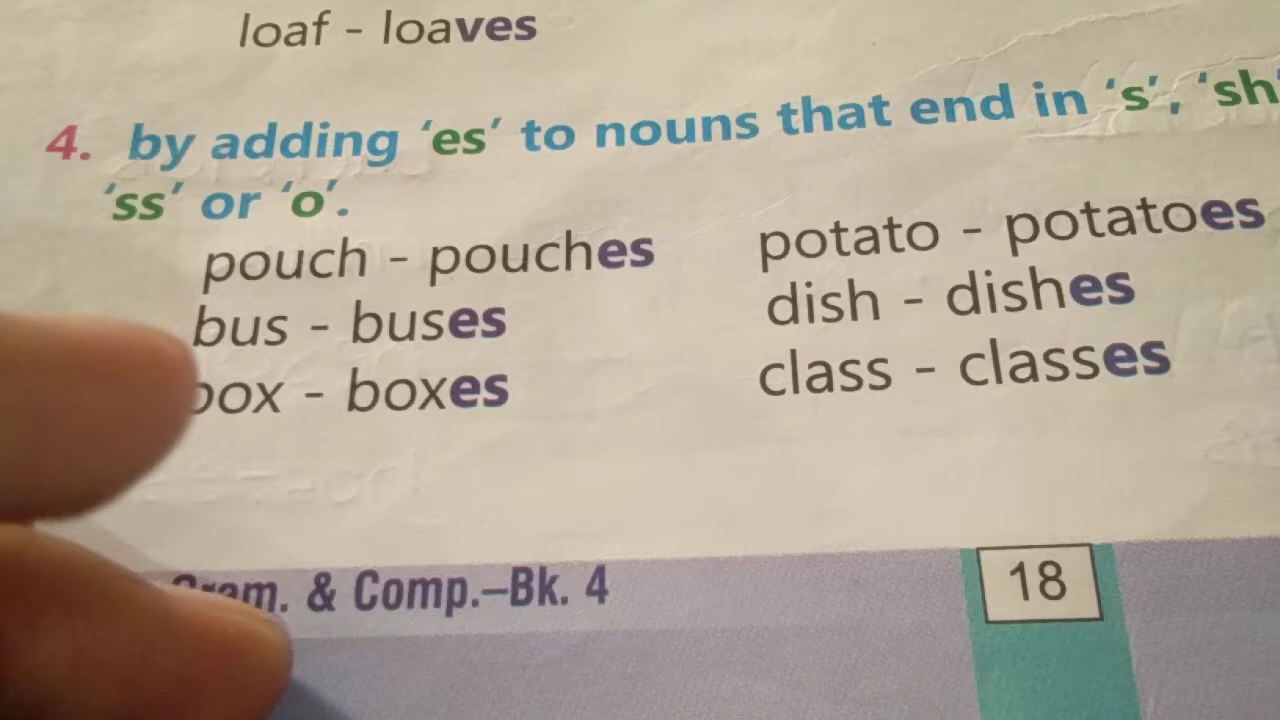 loaf - loaves
4. by adding 'es' to nouns that end in 's', 'sh'
'ss' or 'o'.
pouch - pouches potato - potatoes
bus - buses dish - dishes
box - boxes class - classes
Gram. & Comp.–Bk. 4 18